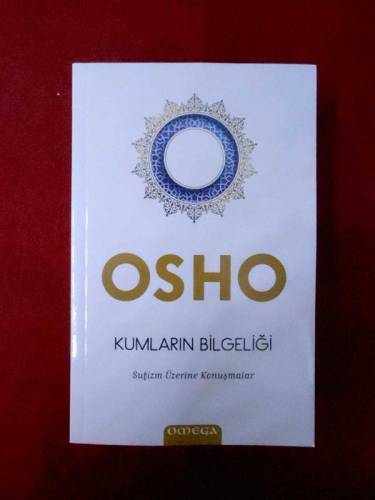 OSHO
KUMLARIN BİLGELİĞİ
Sufizm Üzerine Konuşmalar
OMEGA